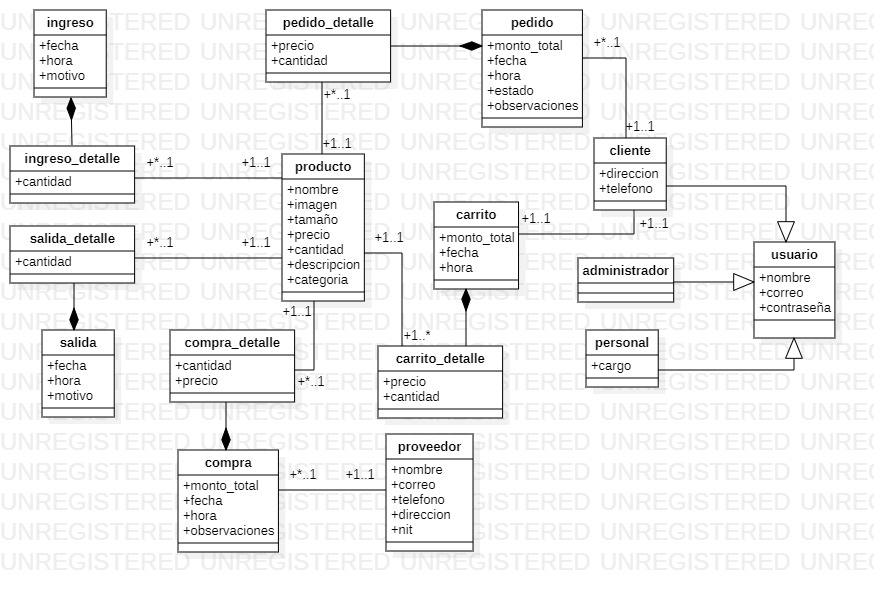 ingreso
+fecha
+hora
+motivo
pedido_detalle
+precio
+cantidad
pedido
+monto_total
+fecha
+hora
+estado
+observaciones
+*..1
+1..1
+*..1
+1..1
cliente
+direccion
+telefono
ingreso_detalle
+cantidad
+*..1
+1..1
producto
+nombre
+imagen
+tamaño
+precio
+cantidad
+descripcion
+categoria
carrito
+monto_total
+fecha
+hora
+1..1
+1..1
salida_detalle
+cantidad
+*..1
+1..1
+1..1
usuario
+nombre
+correo
+contraseña
administrador
+1..1
salida
+fecha
+hora
+motivo
compra_detalle
+cantidad
+precio
+*..1
+1..*
carrito_detalle
+precio
+cantidad
personal
+cargo
compra
+monto_total
+fecha
+hora
+observaciones
+*..1
+1..1
proveedor
+nombre
+correo
+telefono
+direccion
+nit
UNREGISTERED